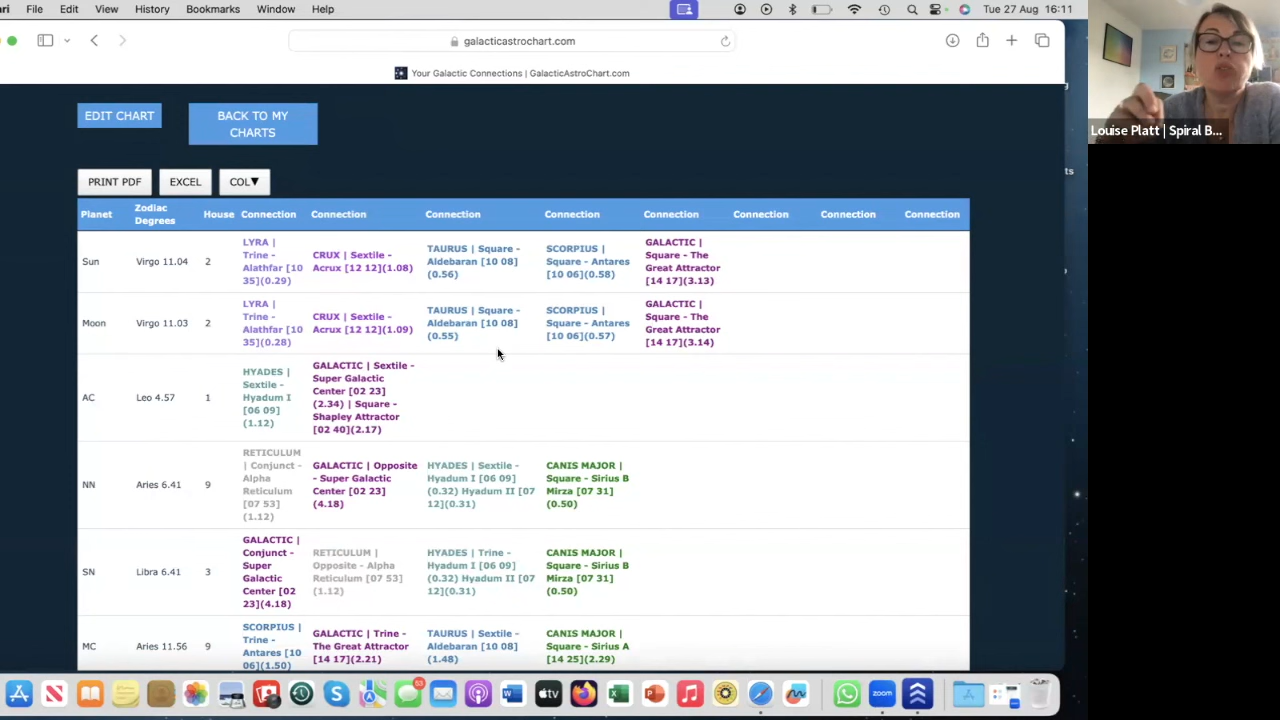 ari File Edit View History Bookmarks Window Help Tue 27 Aug 16:11
galacticastrochart.com
Your Galactic Connections | GalacticAstroChart.com
Louise Platt | Spiral B...
EDIT CHART
BACK TO MY
CHARTS
PRINT PDF EXCEL COL▼
Planet Zodiac Degrees House Connection Connection Connection Connection Connection Connection Connection Connection
Sun
Virgo 11.04
2
LYRA |
Trine -
Alathfar [10
35](0.29)
CRUX | Sextile -
Acrux [12 12](1.08)
TAURUS | Square -
Aldebaran [10 08]
(0.56)
SCORPIUS |
Square - Antares
[10 06](0.58)
GALACTIC |
Square - The
Great Attractor
[14 17](3.13)
Moon
Virgo 11.03
2
LYRA |
Trine -
Alathfar [10
35](0.28)
CRUX | Sextile -
Acrux [12 12](1.09)
TAURUS | Square -
Aldebaran [10 08]
(0.55)
SCORPIUS |
Square - Antares
[10 06](0.57)
GALACTIC |
Square - The
Great Attractor
[14 17](3.14)
AC
Leo 4.57
1
HYADES |
Sextile -
Hyadum I
[06 09]
(1.12)
GALACTIC | Sextile -
Super Galactic
Center [02 23]
(2.34) | Square -
Shapley Attractor
[02 40](2.17)
NN
Aries 6.41
9
RETICULUM
| Conjunct -
Alpha
Reticulum
[07 53]
(1.12)
GALACTIC | Opposite
- Super Galactic
Center [02 23]
(4.18)
HYADES | Sextile -
Hyadum I [06 09]
(0.32) Hyadum II [07
12](0.31)
CANIS MAJOR |
Square - Sirius B
Mirza [07 31]
(0.50)
SN
Libra 6.41
3
GALACTIC |
Conjunct -
Super
Galactic
Center [02
23](4.18)
RETICULUM |
Opposite - Alpha
Reticulum [07 53]
(1.12)
HYADES | Trine -
Hyadum I [06 09]
(0.32) Hyadum II [07
12](0.31)
CANIS MAJOR |
Square - Sirius B
Mirza [07 31]
(0.50)
MC
Aries 11.56
9
SCORPIUS |
Trine -
Antares [10
06](1.50)
GALACTIC | Trine -
The Great Attractor
[14 17](2.21)
TAURUS | Sextile -
Aldebaran [10 08]
(1.48)
CANIS MAJOR |
Square - Sirius A
[14 25](2.29)
ts
zoom
tv